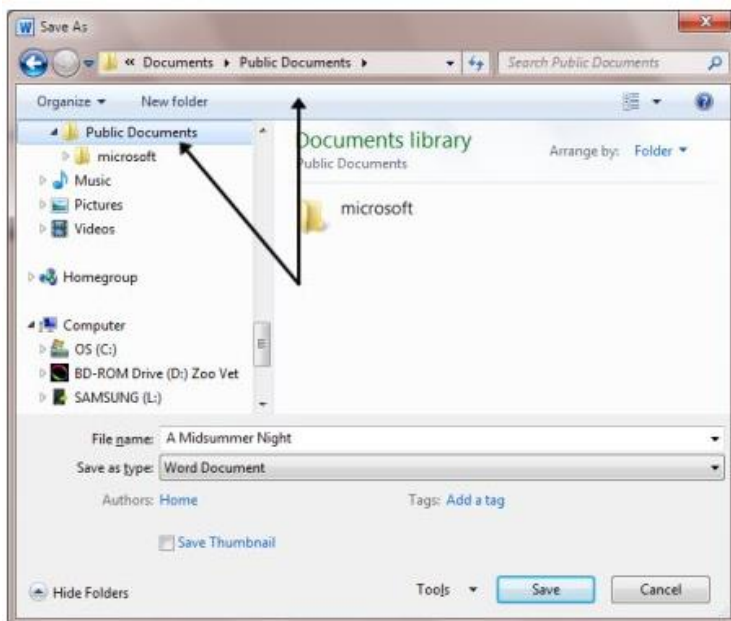 Save As
« Documents Public Documents Search Public Documents
Organize New folder
Public Documents
microsoft
Music
Pictures
Videos
Homegroup
Computer
OS (C:)
BD-ROM Drive (D:) Zoo Vet
SAMSUNG (L:)
Documents library
Public Documents
Arrange by: Folder
microsoft
File name: A Midsummer Night
Save as type: Word Document
Authors: Home Tags: Add a tag
Save Thumbnail
Hide Folders Tools Save Cancel